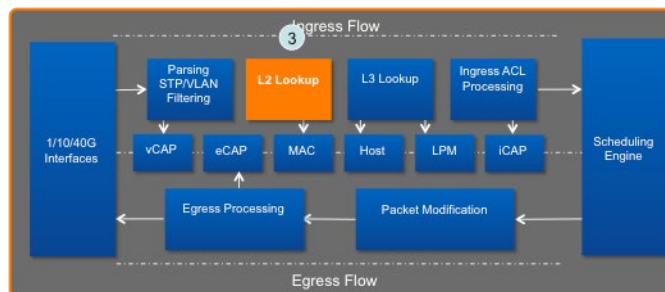 Ingress Flow
3
Parsing
STP/VLAN
Filtering
L2 Lookup
L3 Lookup
Ingress ACL
Processing
1/10/40G
Interfaces
vCAP
eCAP
MAC
Host
LPM
iCAP
Scheduling
Engine
Egress Processing
Packet Modification
Egress Flow